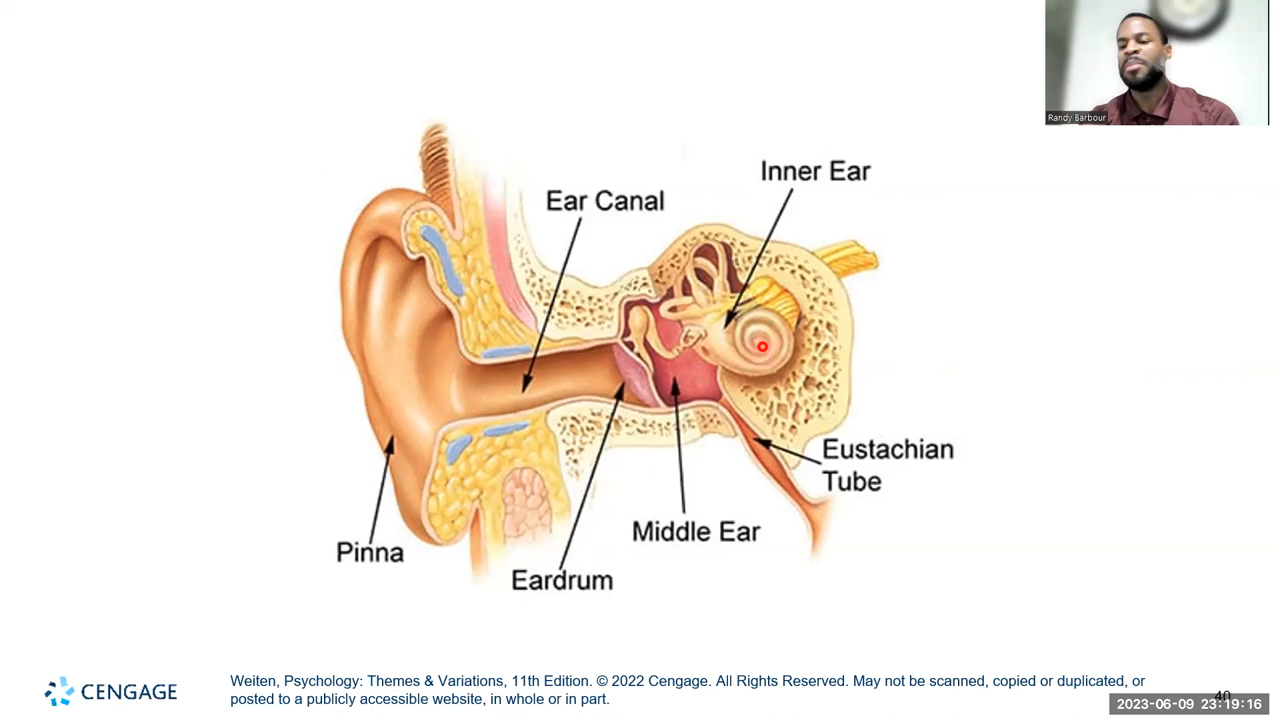 Randy Barbour
Inner Ear
Ear Canal
Eustachian
Tube
Middle Ear
Pinna
Eardrum
CENGAGE
Weiten, Psychology: Themes & Variations, 11th Edition. © 2022 Cengage. All Rights Reserved. May not be scanned, copied or duplicated, or
posted to a publicly accessible website, in whole or in part.
40
2023-06-09 23:19:16